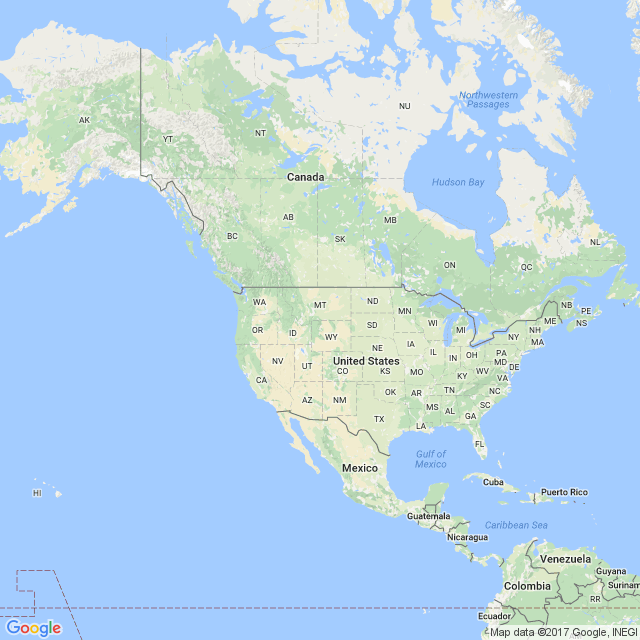 Northwestern
Passages
NU
AK
NT
YT
Canada
Hudson Bay
AB
MB
SK
BC
NL
ON
QC
WA
MT
ND
MN
NB
PE
ME
NS
OR
ID
SD
WI
MI
NH
NY
WY
IA
MA
NE
IL
IN
OH
PA
NV
UT
United States
CO
KS
MO
MD
WV
DE
KY
VA
CA
AZ
NM
OK
AR
TN
NC
MS
AL
SC
GA
TX
LA
FL
Gulf of
Mexico
Mexico
Cuba
HI
Puerto Rico
Guatemala
Caribbean Sea
Nicaragua
Venezuela
Guyana
Colombia
Surinam
RR
Ecuador
Google
Map data ©2017 Google, INEGI